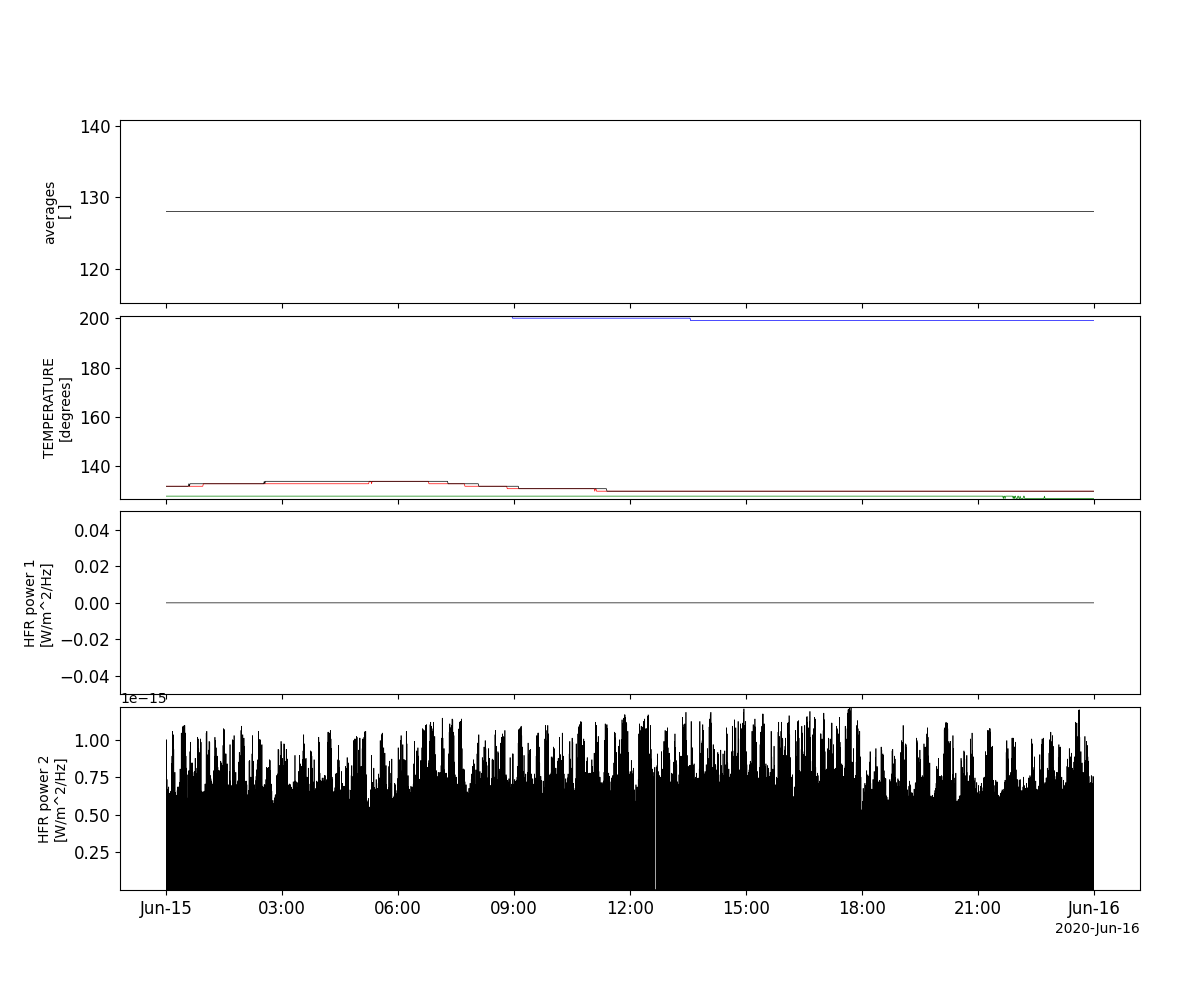 140
130
120
averages
[ ]
200
180
160
140
TEMPERATURE
[degrees]
0.04
0.02
0.00
−0.02
−0.04
HFR power 1
[W/m^2/Hz]
1e−15
1.00
0.75
0.50
0.25
HFR power 2
[W/m^2/Hz]
Jun-15 03:00 06:00 09:00 12:00 15:00 18:00 21:00 Jun-16
2020-Jun-16